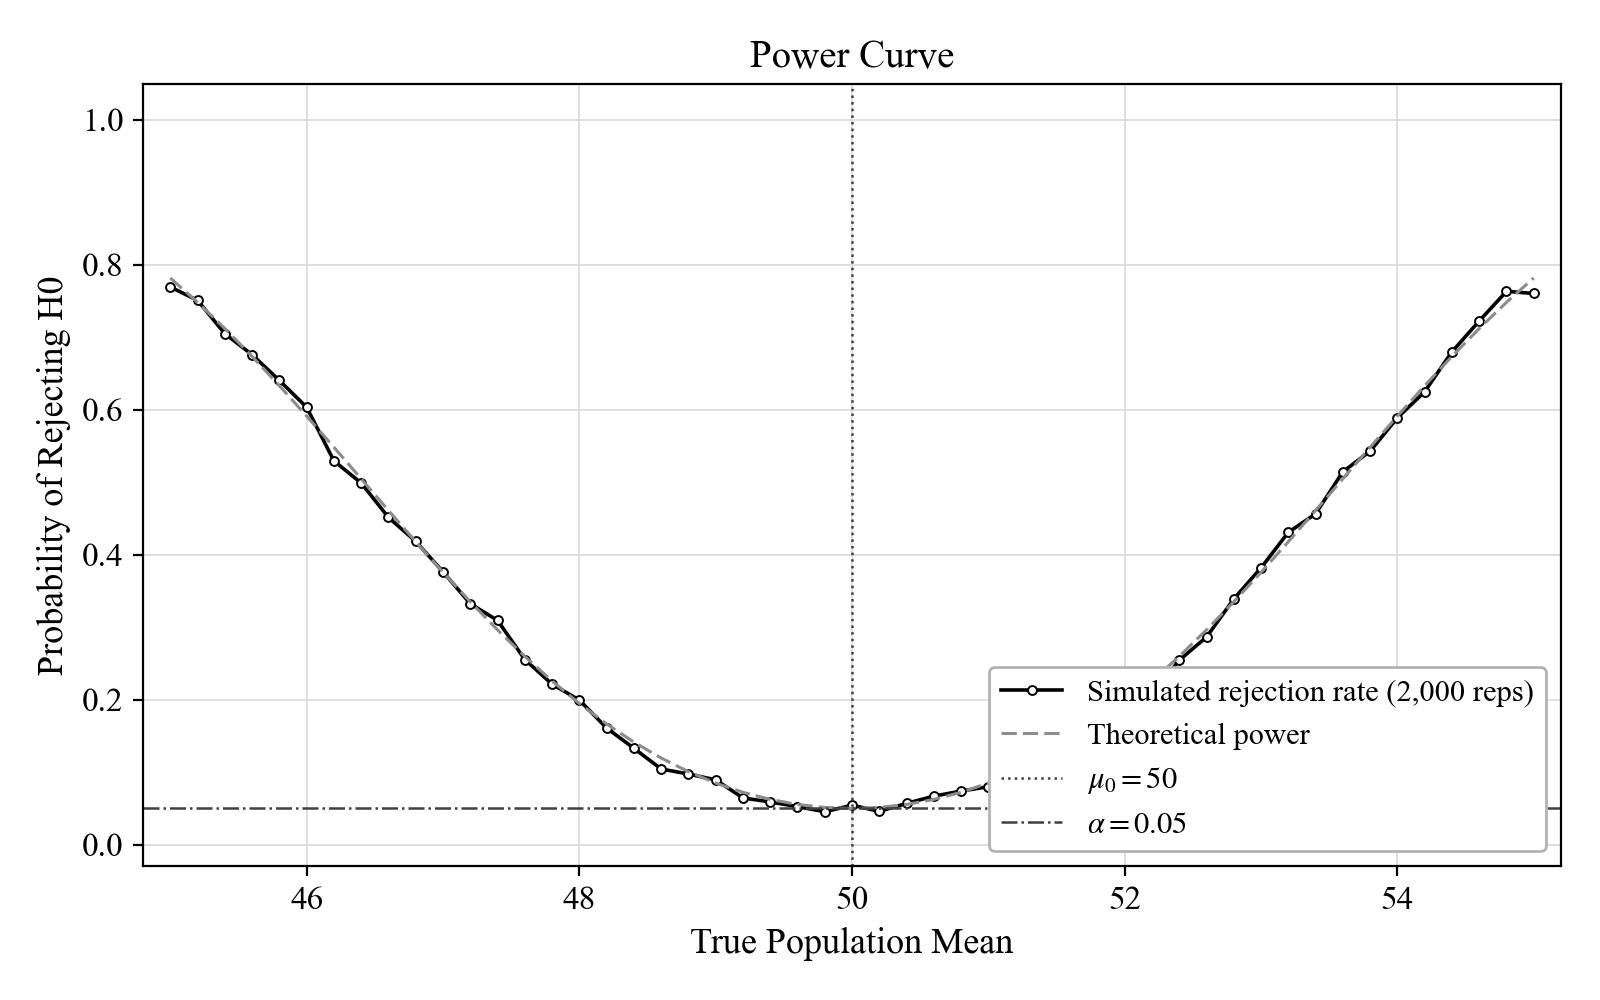 Power Curve
1.0
0.8
0.6
0.4
0.2
0.0
Probability of Rejecting H0
Simulated rejection rate (2,000 reps)
Theoretical power
μ₀ = 50
α = 0.05
46 48 50 52 54
True Population Mean